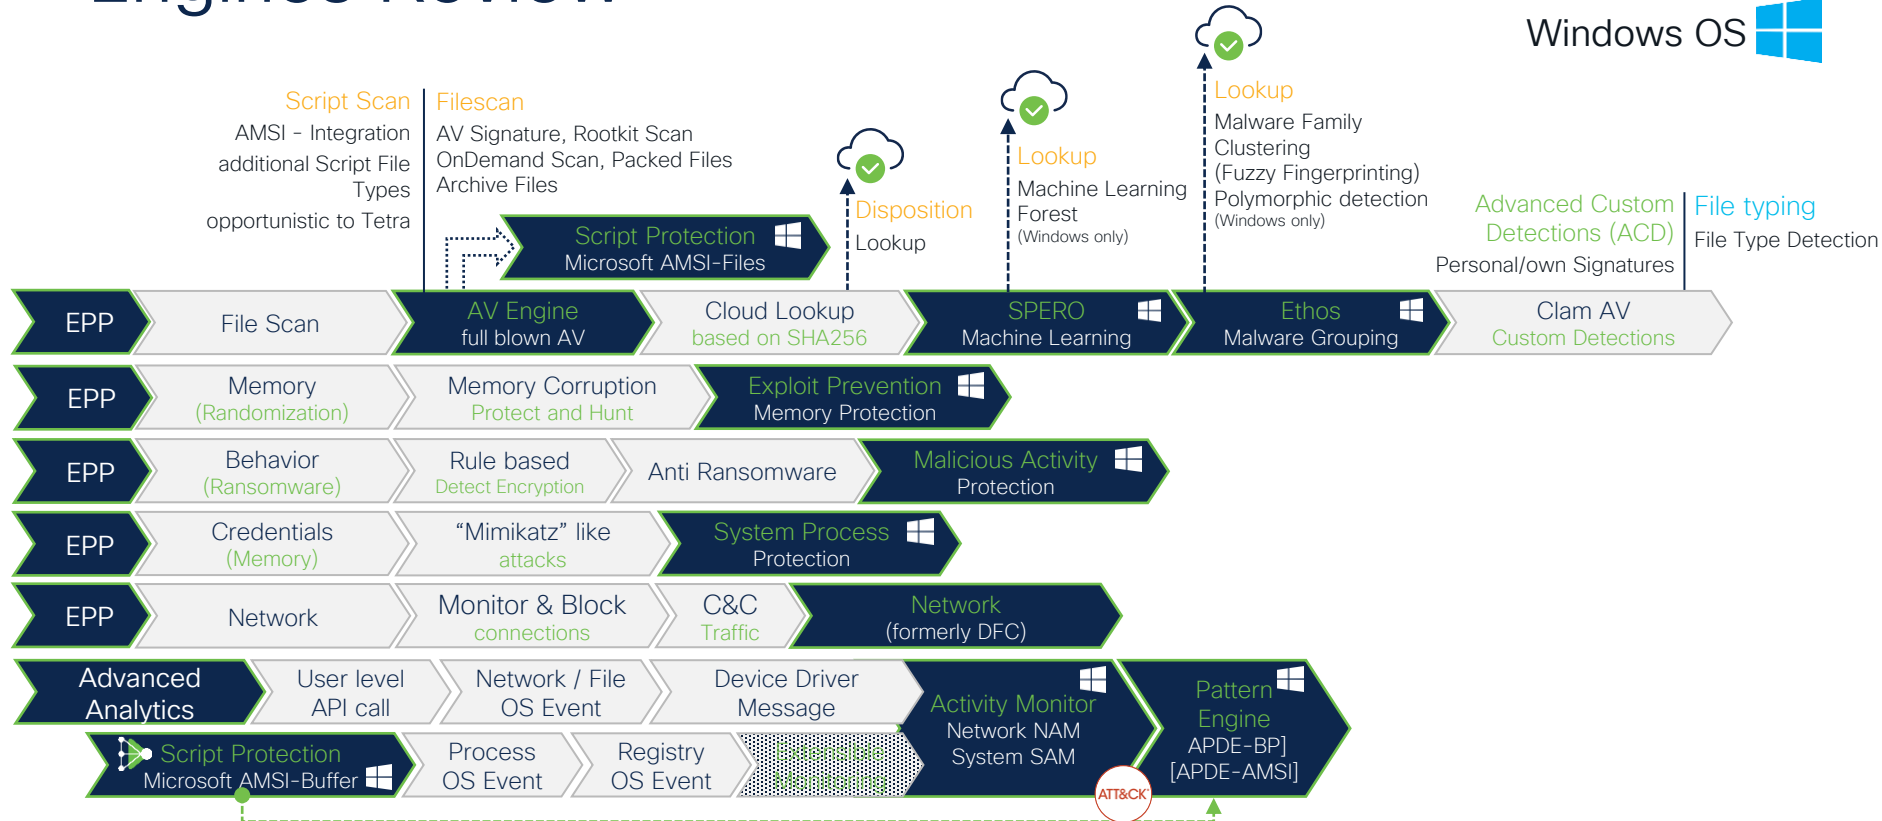 Engines Review
Windows OS
Script Scan
AMSI - Integration
additional Script File
Types
opportunistic to Tetra
Filescan
AV Signature, Rootkit Scan
OnDemand Scan, Packed Files
Archive Files
Disposition
Lookup
Lookup
Machine Learning
Forest
(Windows only)
Lookup
Malware Family
Clustering
(Fuzzy Fingerprinting)
Polymorphic detection
(Windows only)
Advanced Custom
Detections (ACD)
Personal/own Signatures
File typing
File Type Detection
Script Protection
Microsoft AMSI-Files
EPP
File Scan
AV Engine
full blown AV
Cloud Lookup
based on SHA256
SPERO
Machine Learning
Ethos
Malware Grouping
Clam AV
Custom Detections
EPP
Memory
(Randomization)
Memory Corruption
Protect and Hunt
Exploit Prevention
Memory Protection
EPP
Behavior
(Ransomware)
Rule based
Detect Encryption
Anti Ransomware
Malicious Activity
Protection
EPP
Credentials
(Memory)
“Mimikatz” like
attacks
System Process
Protection
EPP
Network
Monitor & Block
connections
C&C
Traffic
Network
(formerly DFC)
Advanced
Analytics
User level
API call
Network / File
OS Event
Device Driver
Message
Activity Monitor
Network NAM
System SAM
Pattern
Engine
APDE-BP]
[APDE-AMSI]
Script Protection
Microsoft AMSI-Buffer
Process
OS Event
Registry
OS Event
Extensible
Monitoring
ATT&CK